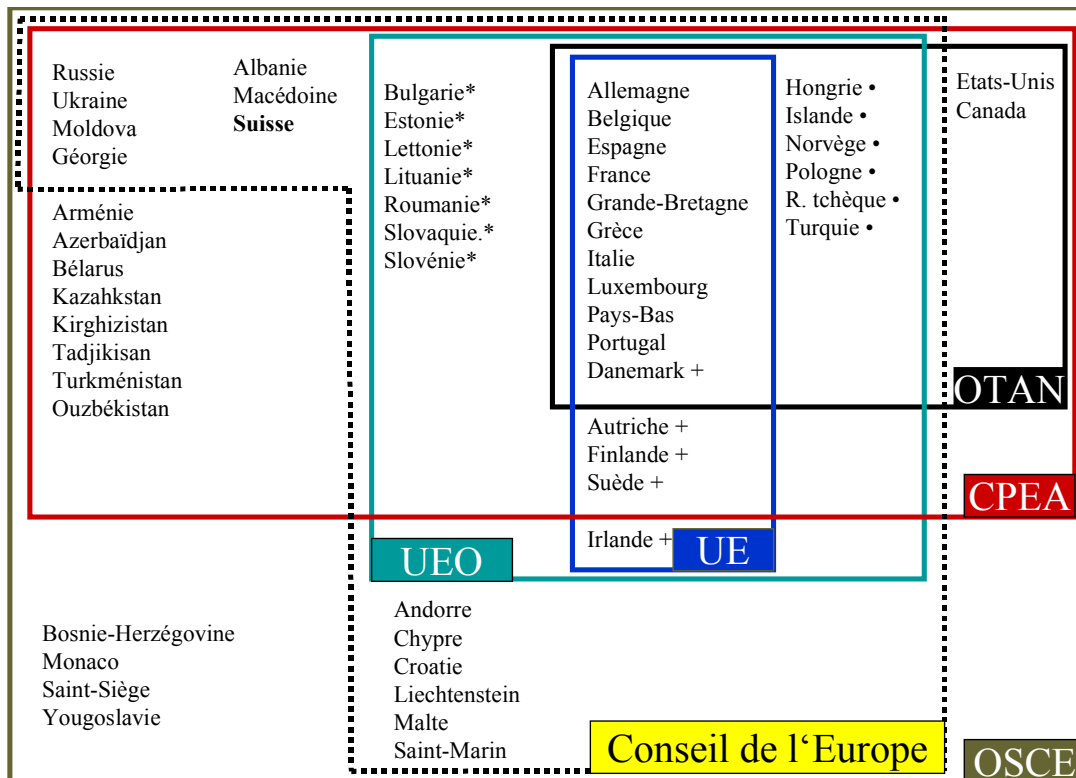 Russie
Ukraine
Moldova
Géorgie
Albanie
Macédoine
Suisse
Arménie
Azerbaïdjan
Bélarus
Kazahkstan
Kirghizistan
Tadjikisan
Turkménistan
Ouzbékistan
Bulgarie*
Estonie*
Lettonie*
Lituanie*
Roumanie*
Slovaquie.*
Slovénie*
Allemagne
Belgique
Espagne
France
Grande-Bretagne
Grèce
Italie
Luxembourg
Pays-Bas
Portugal
Danemark +
Autriche +
Finlande +
Suède +
Irlande +
Hongrie •
Islande •
Norvège •
Pologne •
R. tchèque •
Turquie •
Etats-Unis
Canada
OTAN
CPEA
UE
UEO
Bosnie-Herzégovine
Monaco
Saint-Siège
Yougoslavie
Andorre
Chypre
Croatie
Liechtenstein
Malte
Saint-Marin
Conseil de l‘Europe
OSCE